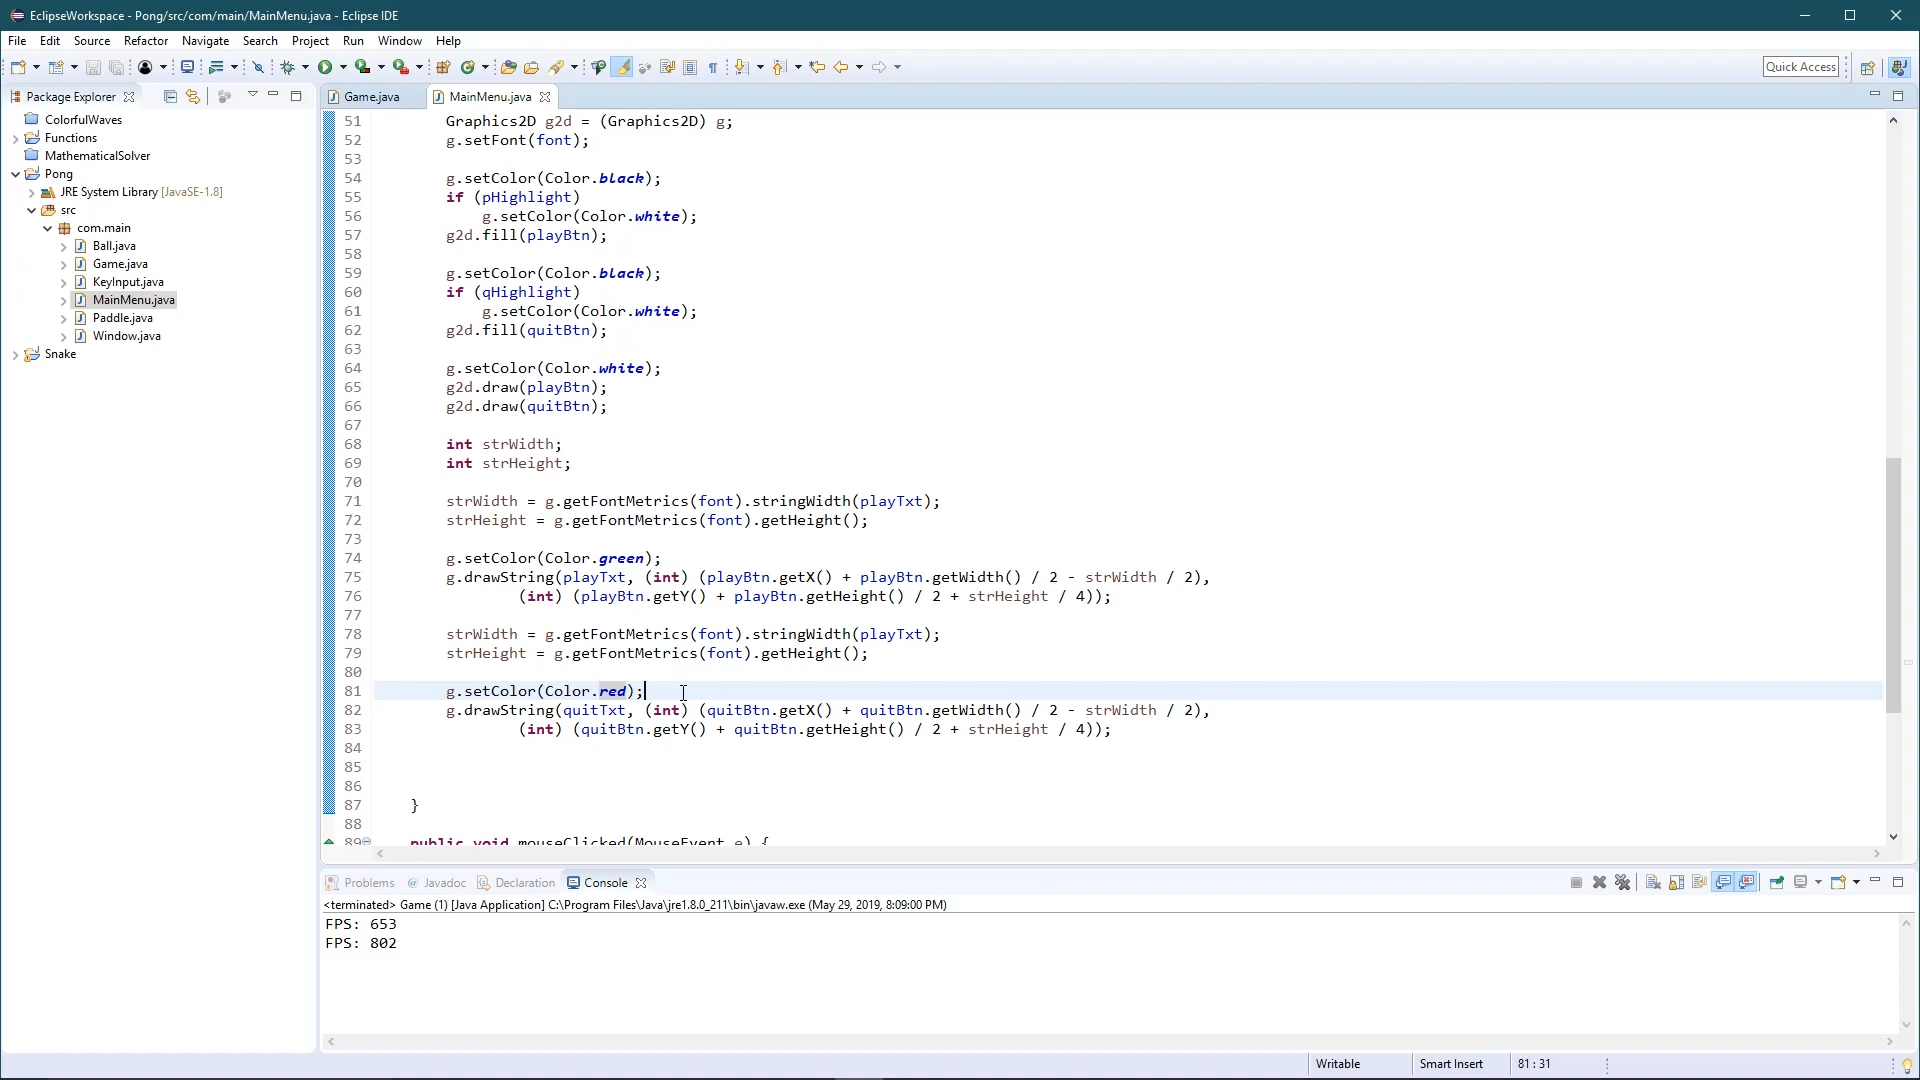 EclipseWorkspace - Pong/src/com/main/MainMenu.java - Eclipse IDE
File Edit Source Refactor Navigate Search Project Run Window Help
Quick Access
Package Explorer
Game.java MainMenu.java
ColorfulWaves
Functions
MathematicalSolver
Pong
JRE System Library [JavaSE-1.8]
src
com.main
Ball.java
Game.java
KeyInput.java
MainMenu.java
Paddle.java
Window.java
Snake
51 Graphics2D g2d = (Graphics2D) g;
52 g.setFont(font);
53
54 g.setColor(Color.black);
55 if (pHighlight)
56 g.setColor(Color.white);
57 g2d.fill(playBtn);
58
59 g.setColor(Color.black);
60 if (qHighlight)
61 g.setColor(Color.white);
62 g2d.fill(quitBtn);
63
64 g.setColor(Color.white);
65 g2d.draw(playBtn);
66 g2d.draw(quitBtn);
67
68 int strWidth;
69 int strHeight;
70
71 strWidth = g.getFontMetrics(font).stringWidth(playTxt);
72 strHeight = g.getFontMetrics(font).getHeight();
73
74 g.setColor(Color.green);
75 g.drawString(playTxt, (int) (playBtn.getX() + playBtn.getWidth() / 2 - strWidth / 2),
76 (int) (playBtn.getY() + playBtn.getHeight() / 2 + strHeight / 4));
77
78 strWidth = g.getFontMetrics(font).stringWidth(playTxt);
79 strHeight = g.getFontMetrics(font).getHeight();
80
81 g.setColor(Color.red);
82 g.drawString(quitTxt, (int) (quitBtn.getX() + quitBtn.getWidth() / 2 - strWidth / 2),
83 (int) (quitBtn.getY() + quitBtn.getHeight() / 2 + strHeight / 4));
84
85
86
87 }
88
89 public void mouseClicked(MouseEvent e) {
Problems @ Javadoc Declaration Console
<terminated> Game (1) [Java Application] C:\Program Files\Java\jre1.8.0_211\bin\javaw.exe (May 29, 2019, 8:09:00 PM)
FPS: 653
FPS: 802
Writable Smart Insert 81 : 31